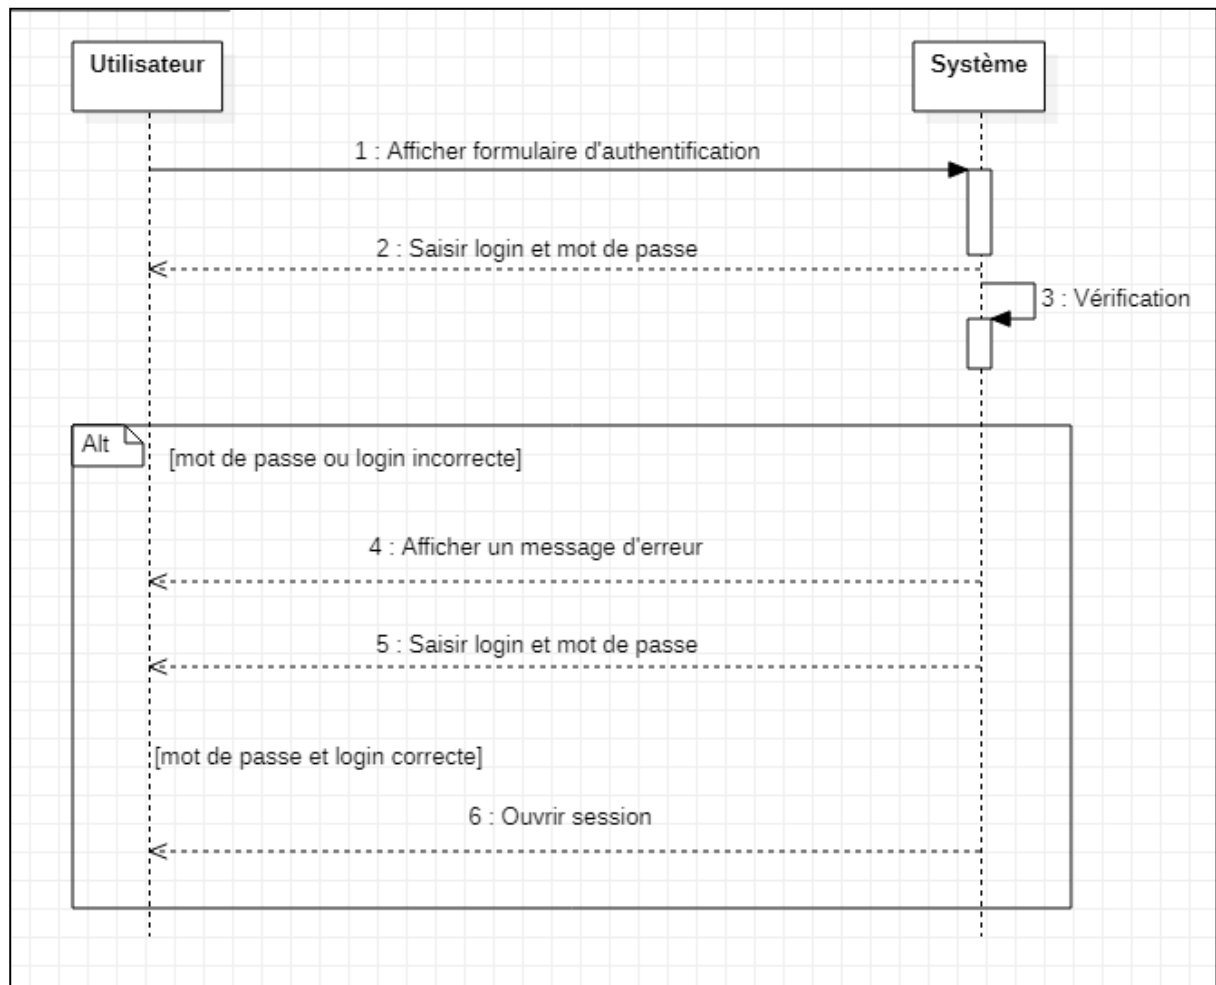 Utilisateur
Système
1 : Afficher formulaire d'authentification
2 : Saisir login et mot de passe
3 : Vérification
Alt
[mot de passe ou login incorrecte]
4 : Afficher un message d'erreur
5 : Saisir login et mot de passe
[mot de passe et login correcte]
6 : Ouvrir session